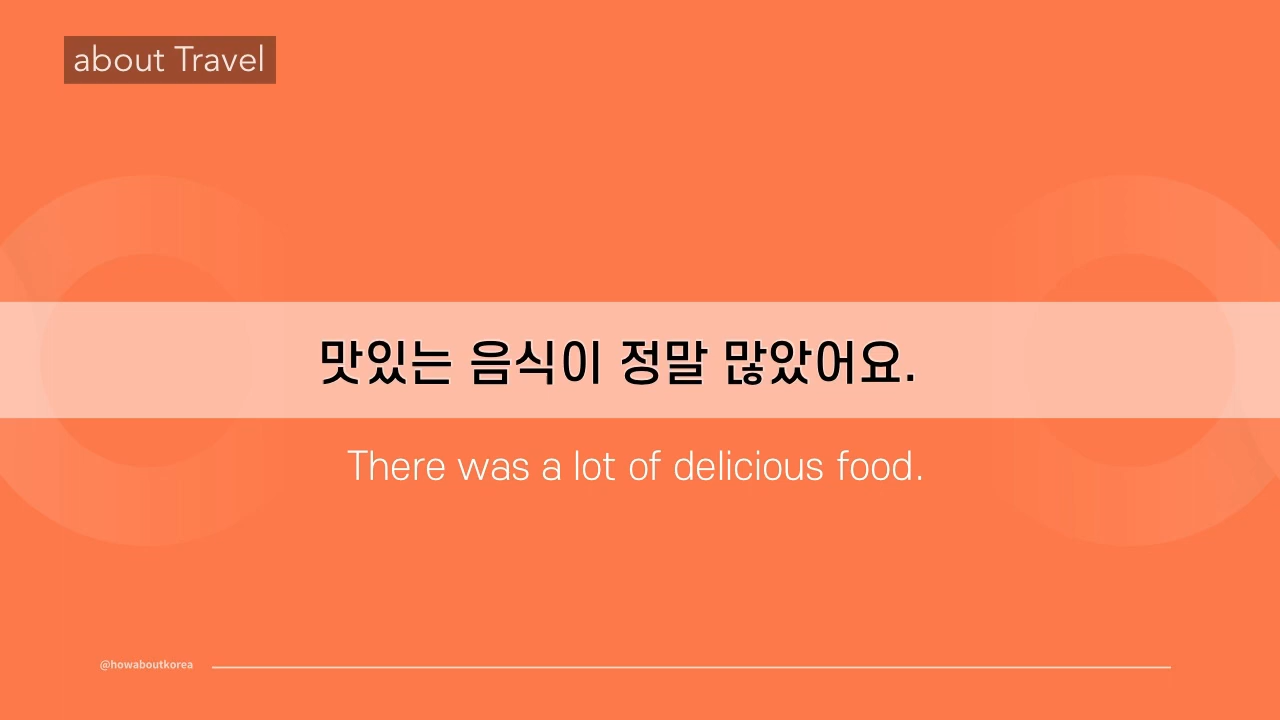 about Travel
맛있는 음식이 정말 많았어요.
There was a lot of delicious food.
@howaboutkorea